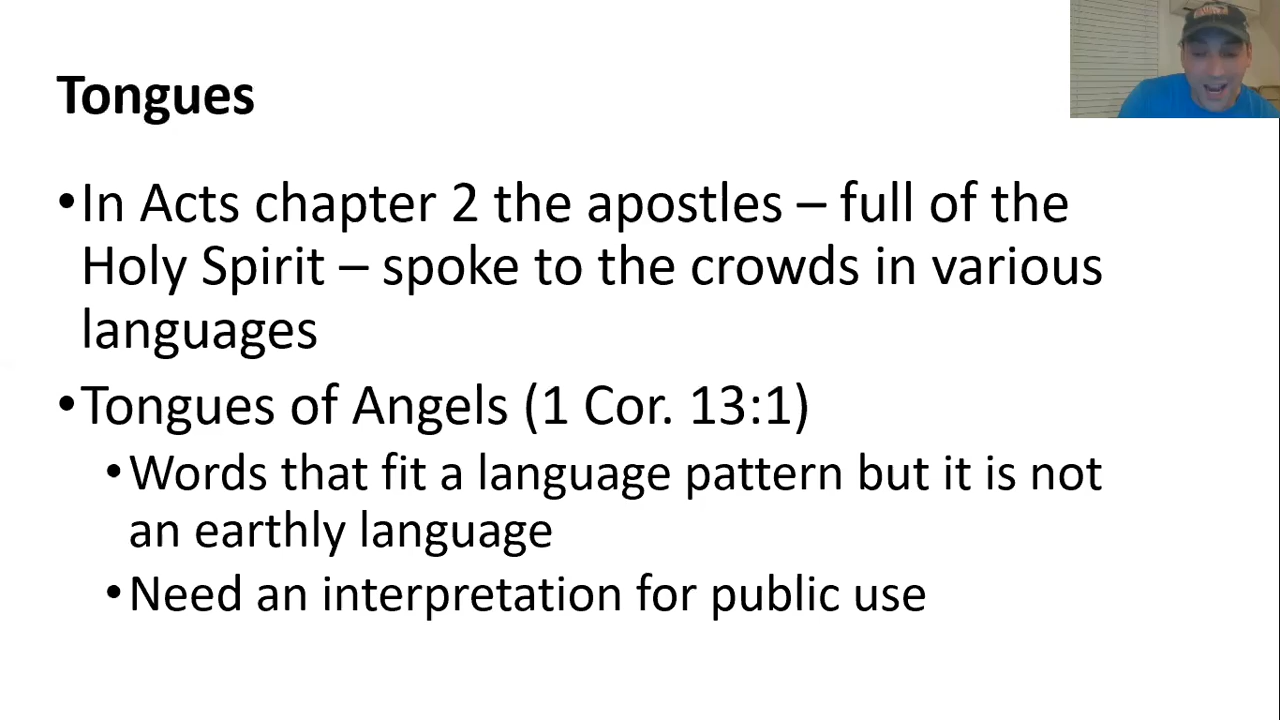 Tongues
•In Acts chapter 2 the apostles – full of the
Holy Spirit – spoke to the crowds in various
languages
•Tongues of Angels (1 Cor. 13:1)
•Words that fit a language pattern but it is not
an earthly language
•Need an interpretation for public use